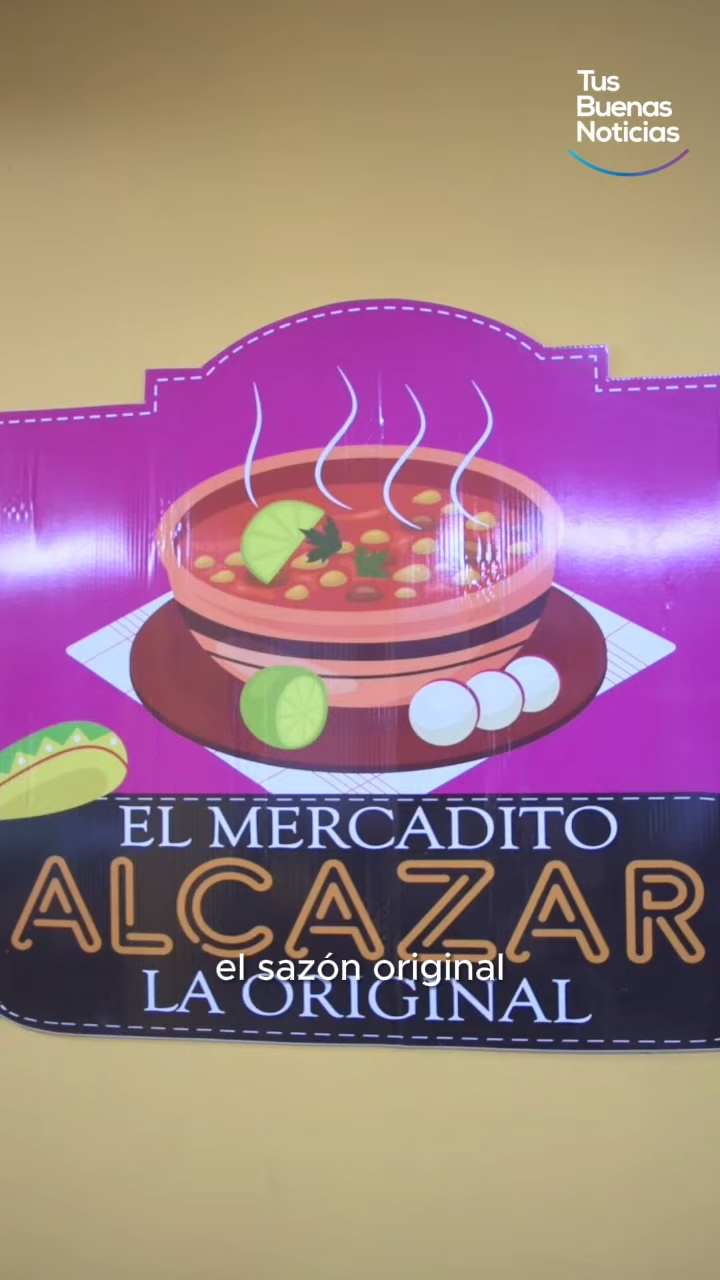 Tus
Buenas
Noticias
EL MERCADITO
ALCAZAR
el sazón original
LA ORIGINAL